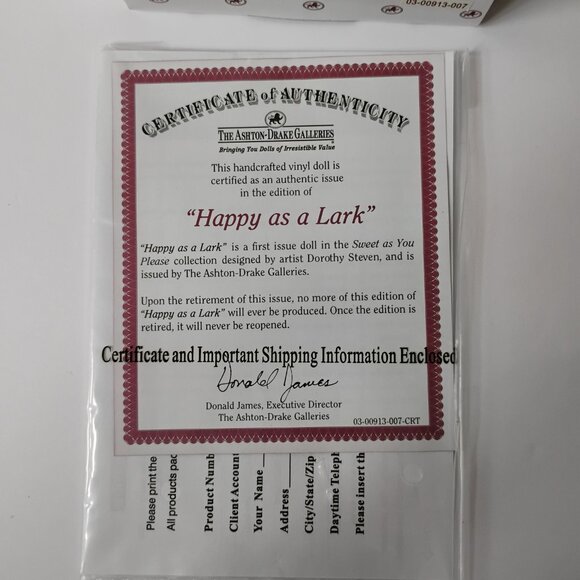 03-00913-007
CERTIFICATE of AUTHENTICITY
THE ASHTON-DRAKE GALLERIES
Bringing You Dolls of Irresistible Value
This handcrafted vinyl doll is
certified as an authentic issue
in the edition of
"Happy as a Lark"
"Happy as a Lark" is a first issue doll in the Sweet as You
Please collection designed by artist Dorothy Steven, and is
issued by The Ashton-Drake Galleries.
Upon the retirement of this issue, no more of this edition of
"Happy as a Lark" will ever be produced. Once the edition is
retired, it will never be reopened.
Certificate and Important Shipping Information Enclosed
Donald James
Donald James, Executive Director
The Ashton-Drake Galleries
03-00913-007-CRT
Please print the
All products pac
Product Numb
Client Accoun
Your Name
Address
City/State/Zip
Daytime Teleph
Please insert th